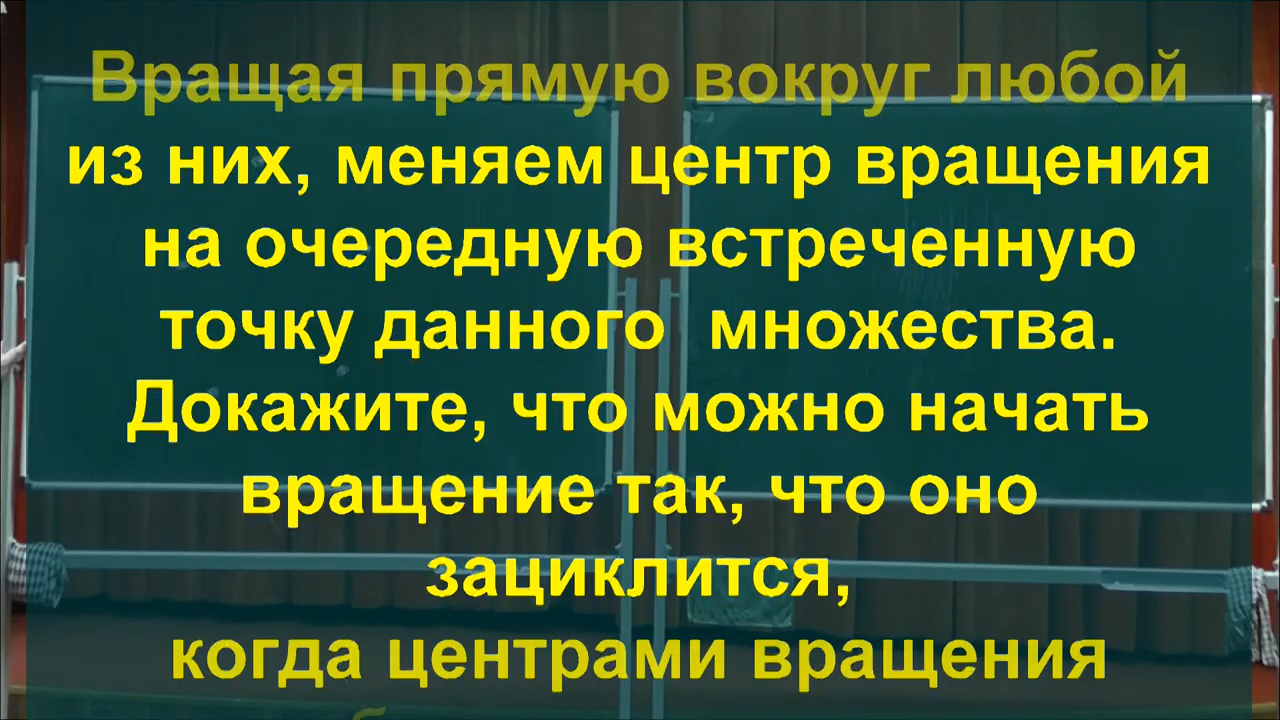 Вращая прямую вокруг любой
из них, меняем центр вращения
на очередную встреченную
точку данного множества.
Докажите, что можно начать
вращение так, что оно
зациклится,
когда центрами вращения